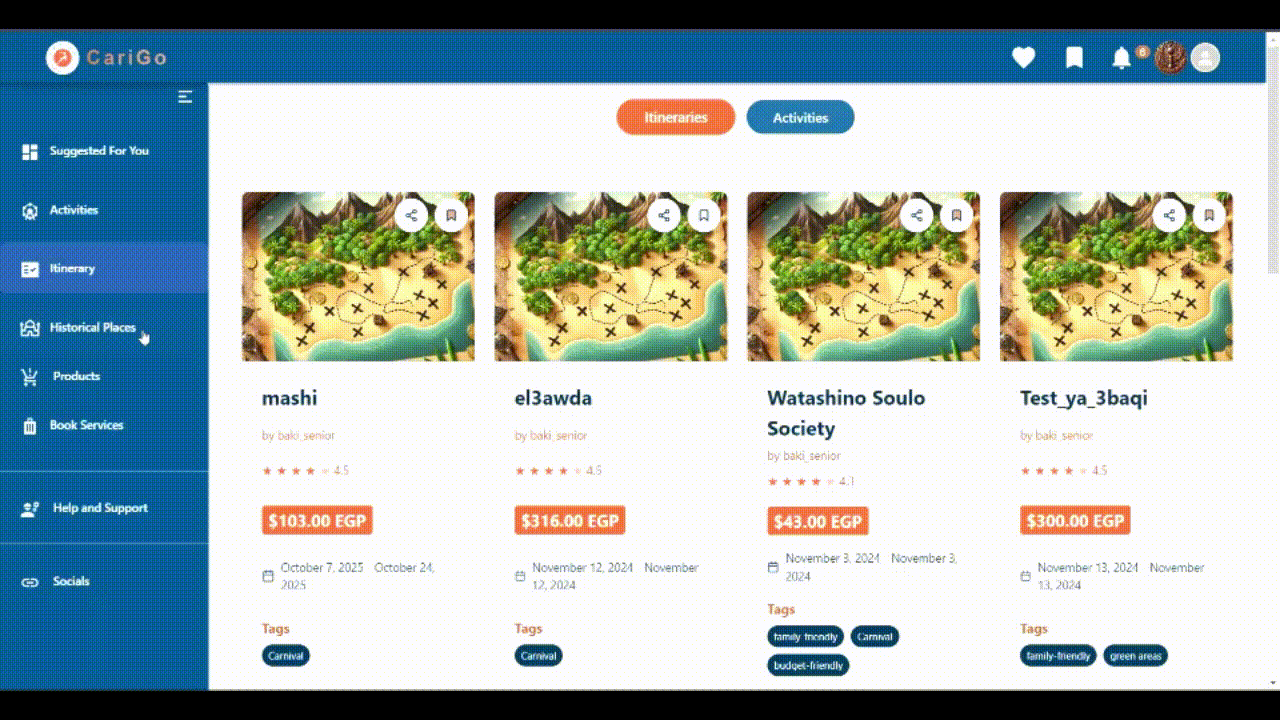 CariGo
6
Itineraries
Activities
Suggested For You
Activities
Itinerary
Historical Places
Products
Book Services
Help and Support
Socials
mashi
by baki_senior
4.5
$103.00 EGP
October 7, 2025 October 24,
2025
Tags
Carnival
el3awda
by baki_senior
4.5
$316.00 EGP
November 12, 2024 November
12, 2024
Tags
Carnival
Watashino Soulo
Society
by baki_senior
4.1
$43.00 EGP
November 3, 2024 November 3,
2024
Tags
family-friendly
Carnival
budget-friendly
Test_ya_3baqi
by baki_senior
4.5
$300.00 EGP
November 13, 2024 November
13, 2024
Tags
family-friendly
green areas